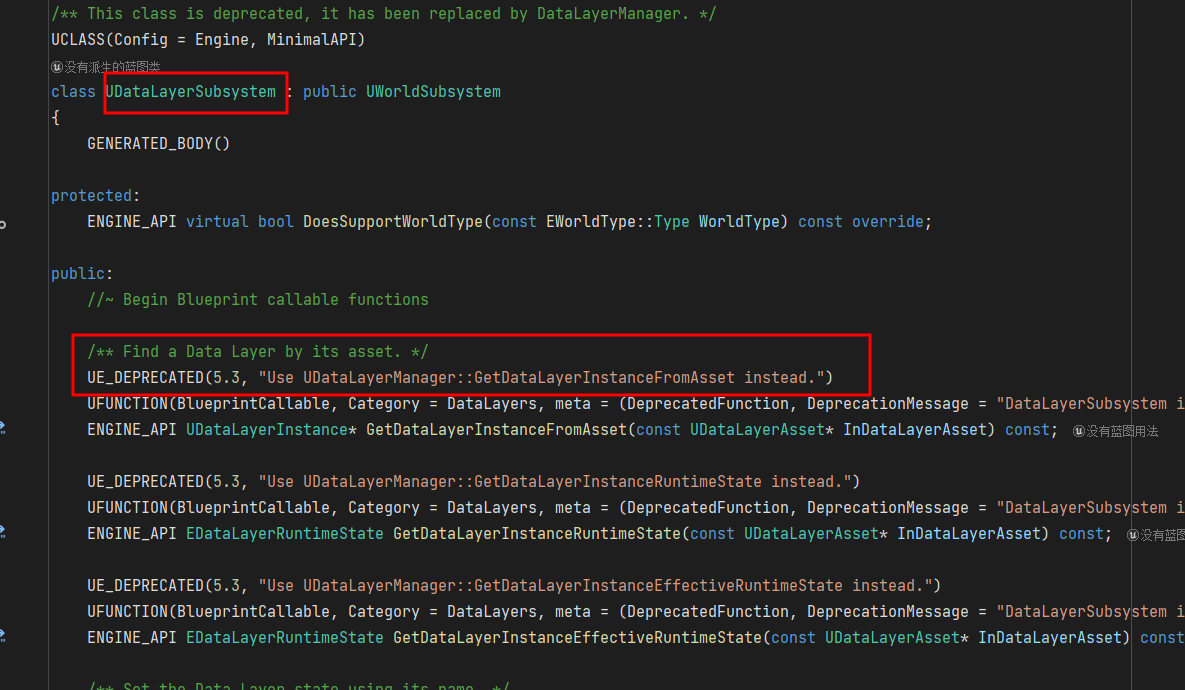 /** This class is deprecated, it has been replaced by DataLayerManager. */
UCLASS(Config = Engine, MinimalAPI)
没有派生的蓝图类
class UDataLayerSubsystem : public UWorldSubsystem
{
GENERATED_BODY()
protected:
ENGINE_API virtual bool DoesSupportWorldType(const EWorldType::Type WorldType) const override;
public:
//~ Begin Blueprint callable functions
/** Find a Data Layer by its asset. */
UE_DEPRECATED(5.3, "Use UDataLayerManager::GetDataLayerInstanceFromAsset instead.")
UFUNCTION(BlueprintCallable, Category = DataLayers, meta = (DeprecatedFunction, DeprecationMessage = "DataLayerSubsystem i
ENGINE_API UDataLayerInstance* GetDataLayerInstanceFromAsset(const UDataLayerAsset* InDataLayerAsset) const; 没有蓝图用法
UE_DEPRECATED(5.3, "Use UDataLayerManager::GetDataLayerInstanceRuntimeState instead.")
UFUNCTION(BlueprintCallable, Category = DataLayers, meta = (DeprecatedFunction, DeprecationMessage = "DataLayerSubsystem i
ENGINE_API EDataLayerRuntimeState GetDataLayerInstanceRuntimeState(const UDataLayerAsset* InDataLayerAsset) const; 没有蓝图
UE_DEPRECATED(5.3, "Use UDataLayerManager::GetDataLayerInstanceEffectiveRuntimeState instead.")
UFUNCTION(BlueprintCallable, Category = DataLayers, meta = (DeprecatedFunction, DeprecationMessage = "DataLayerSubsystem i
ENGINE_API EDataLayerRuntimeState GetDataLayerInstanceEffectiveRuntimeState(const UDataLayerAsset* InDataLayerAsset) const
/** Set the Data Layer state using its name. */